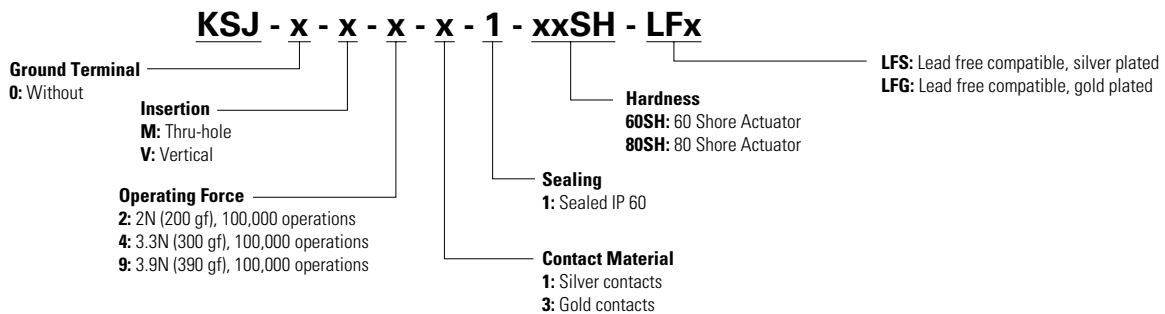 KSJ - x - x - x - x - 1 - xxSH - LFx
Ground Terminal
0: Without
Insertion
M: Thru-hole
V: Vertical
Operating Force
2: 2N (200 gf), 100,000 operations
4: 3.3N (300 gf), 100,000 operations
9: 3.9N (390 gf), 100,000 operations
Contact Material
1: Silver contacts
3: Gold contacts
Sealing
1: Sealed IP 60
Hardness
60SH: 60 Shore Actuator
80SH: 80 Shore Actuator
LFS: Lead free compatible, silver plated
LFG: Lead free compatible, gold plated